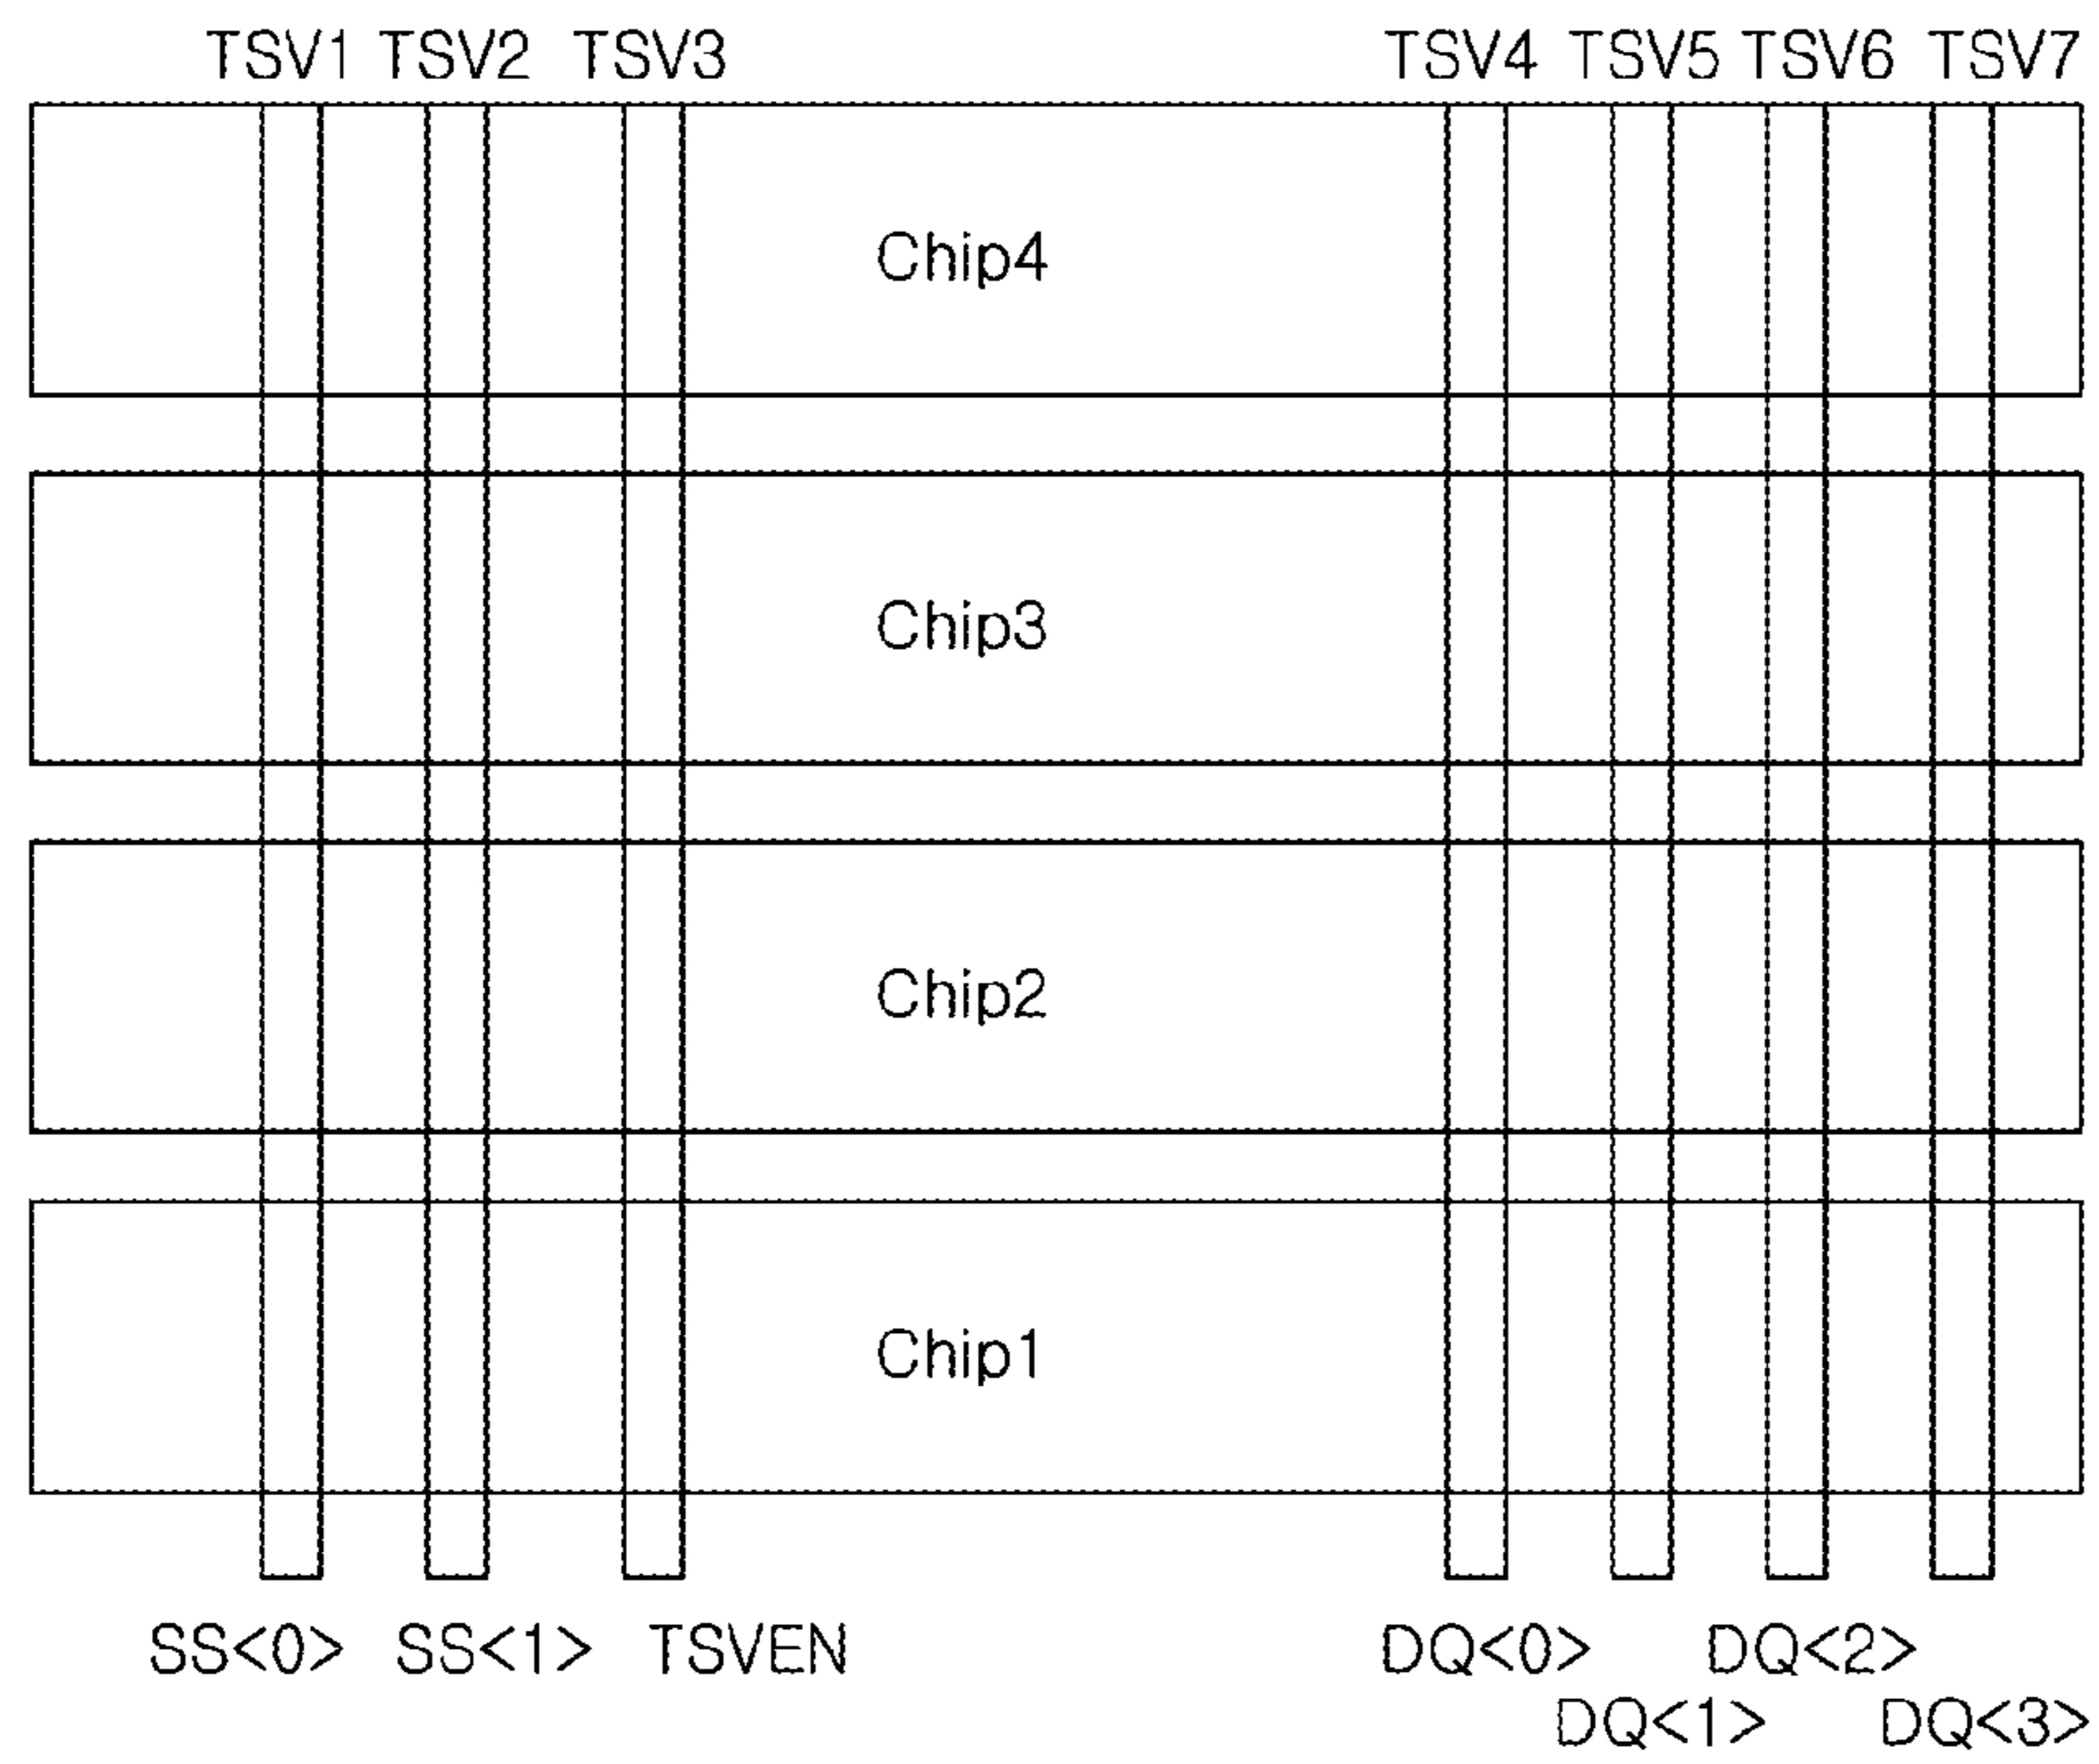 TSV1 TSV2 TSV3 TSV4 TSV5 TSV6 TSV7
Chip4
Chip3
Chip2
Chip1
SS<0> SS<1> TSVEN DQ<0> DQ<2>
DQ<1> DQ<3>